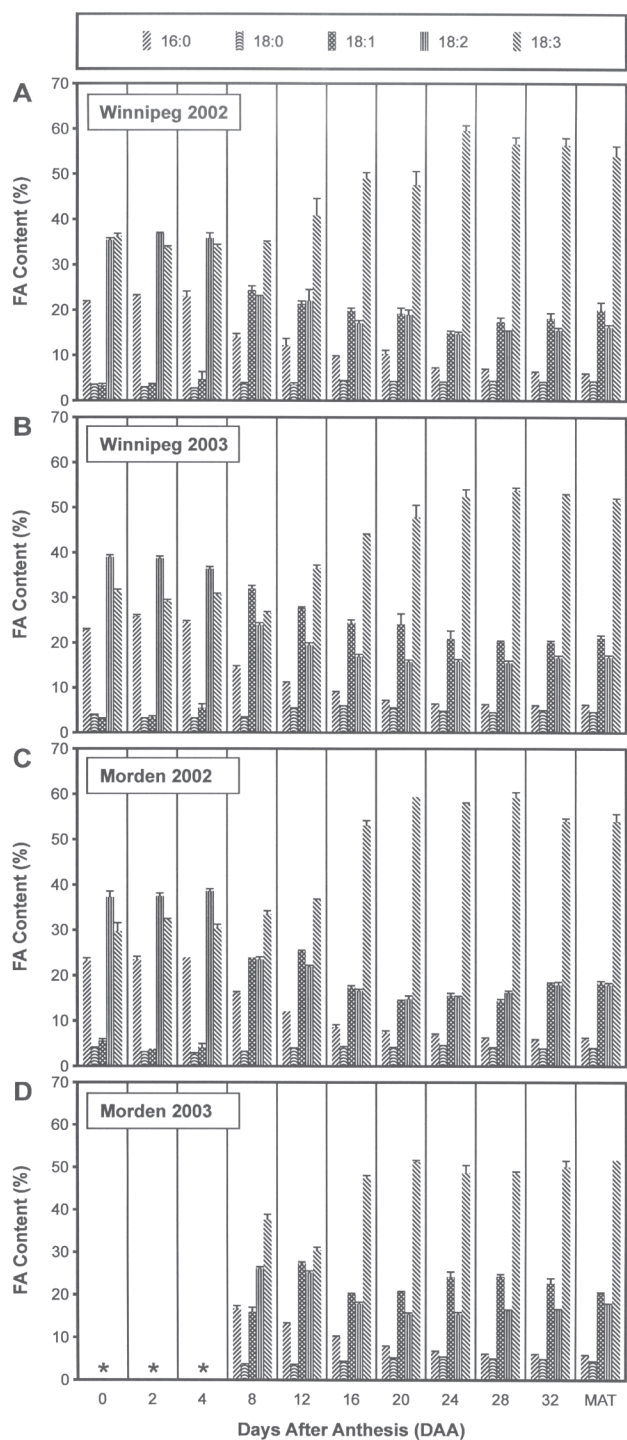 16:0 18:0 18:1 18:2 18:3
A
Winnipeg 2002
FA Content (%)
70
60
50
40
30
20
10
0
B
Winnipeg 2003
FA Content (%)
70
60
50
40
30
20
10
0
C
Morden 2002
FA Content (%)
70
60
50
40
30
20
10
0
D
Morden 2003
FA Content (%)
70
60
50
40
30
20
10
0
* * *
0 2 4 8 12 16 20 24 28 32 MAT
Days After Anthesis (DAA)